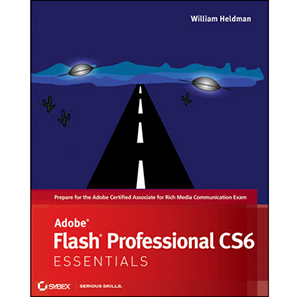 William Heldman
Prepare for the Adobe Certified Associate for Rich Media Communication Exam
Adobe®
Flash® Professional CS6
ESSENTIALS
SYBEX
SERIOUS SKILLS.